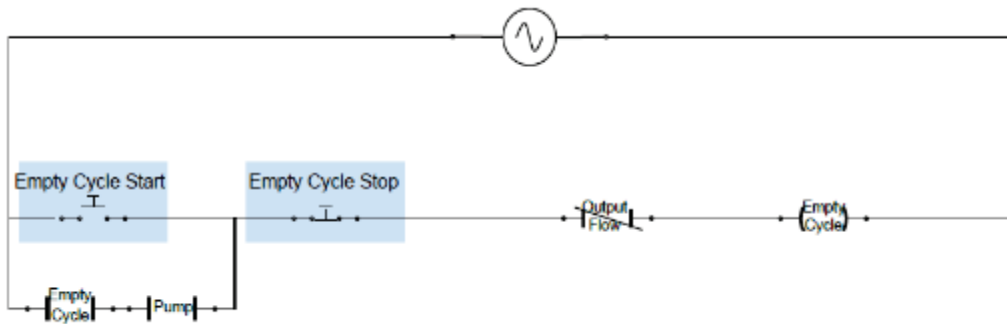 Empty Cycle Start
Empty Cycle Stop
Output
Flow
Empty
Cycle
Empty
Cycle
Pump